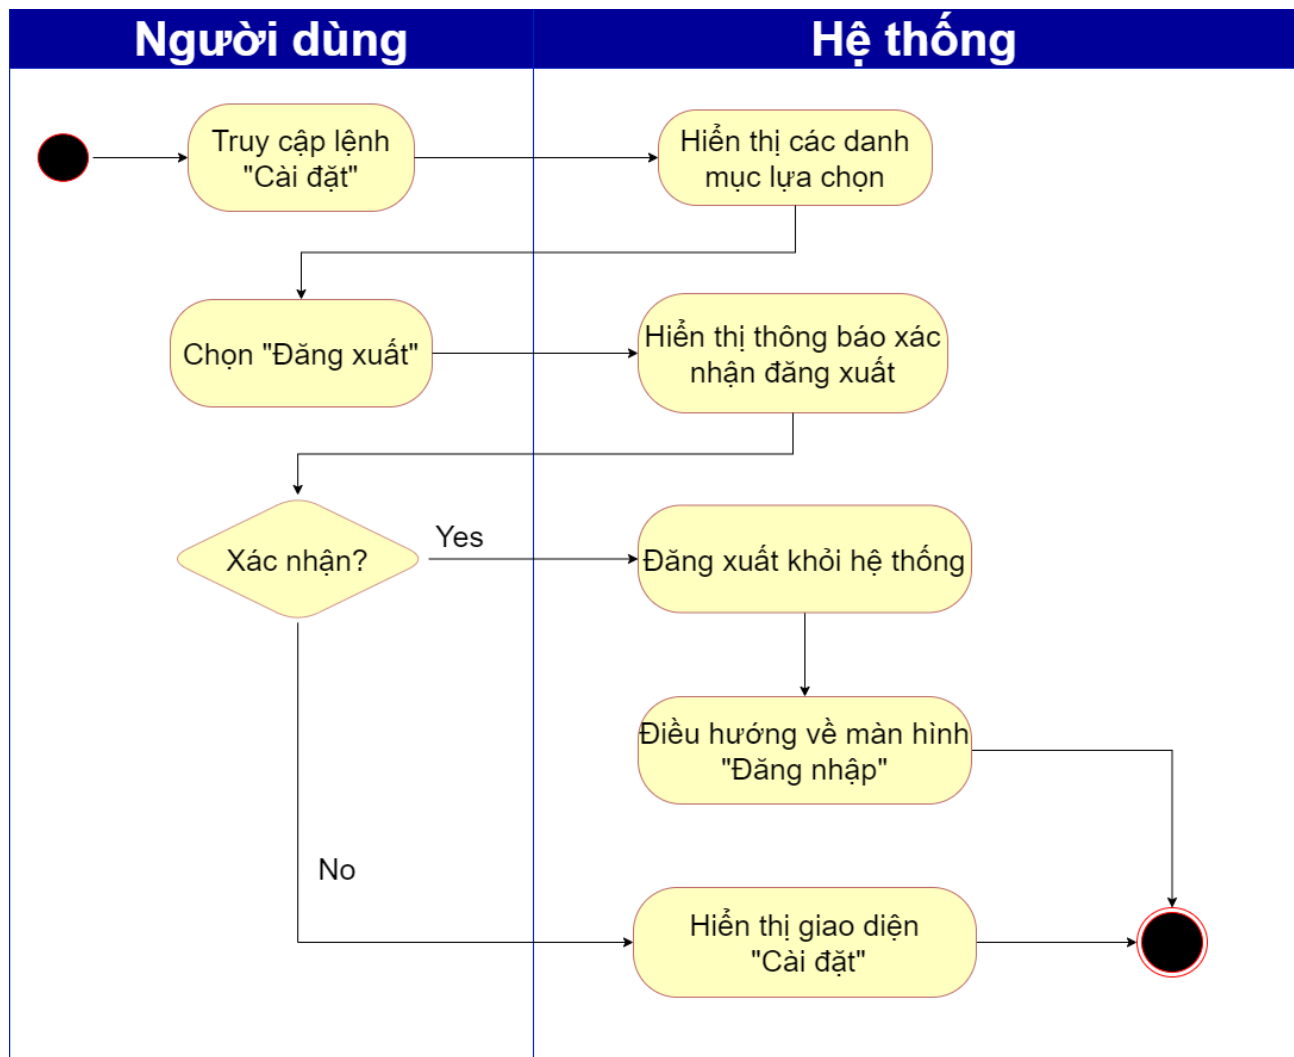 Người dùng
Hệ thống
Truy cập lệnh
"Cài đặt"
Hiển thị các danh
mục lựa chọn
Chọn "Đăng xuất"
Hiển thị thông báo xác
nhận đăng xuất
Xác nhận?
Yes
Đăng xuất khỏi hệ thống
Điều hướng về màn hình
"Đăng nhập"
No
Hiển thị giao diện
"Cài đặt"